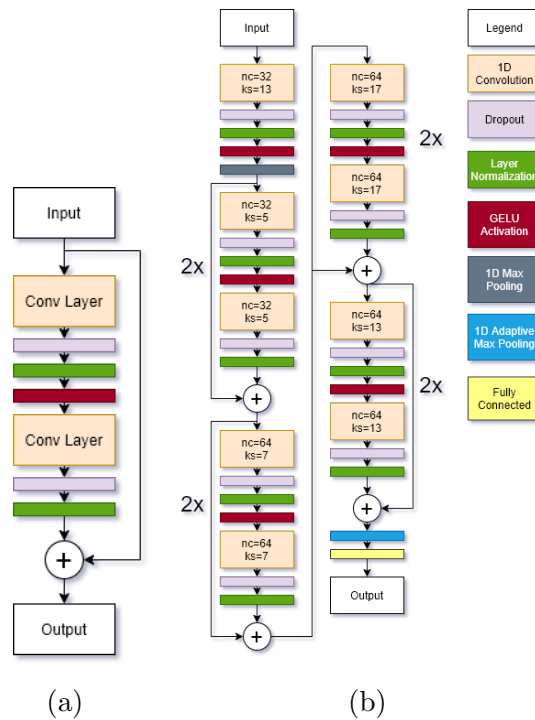 Input
Conv Layer
Conv Layer
+
Output
(a)
Input
nc=32
ks=13
2x
nc=32
ks=5
nc=32
ks=5
+
2x
nc=64
ks=7
nc=64
ks=7
+
nc=64
ks=17
2x
nc=64
ks=17
+
nc=64
ks=13
2x
nc=64
ks=13
+
Output
(b)
Legend
1D
Convolution
Dropout
Layer
Normalization
GELU
Activation
1D Max
Pooling
1D Adaptive
Max Pooling
Fully
Connected